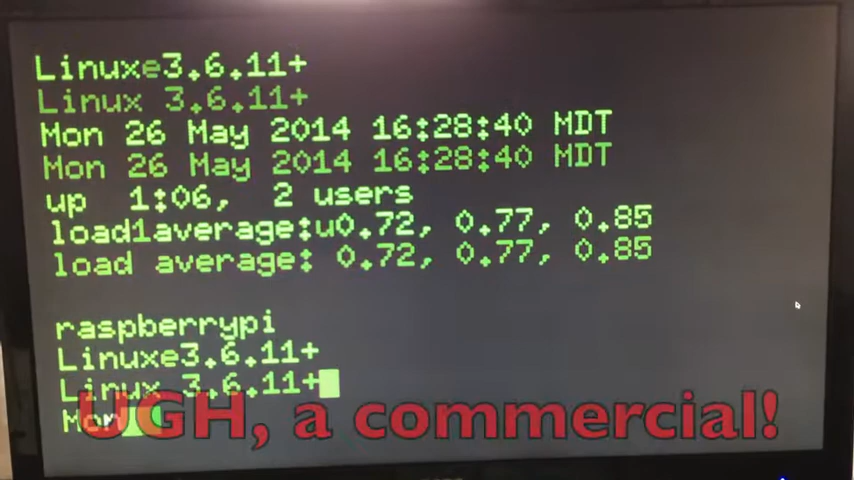 Linuxe3.6.11+
Linux 3.6.11+
Mon 26 May 2014 16:28:40 MDT
Mon 26 May 2014 16:28:40 MDT
up  1:06,  2 users
load1average:u0.72, 0.77, 0.85
load average: 0.72, 0.77, 0.85
raspberrypi
Linuxe3.6.11+
Linux 3.6.11+
Mon
UGH, a commercial!